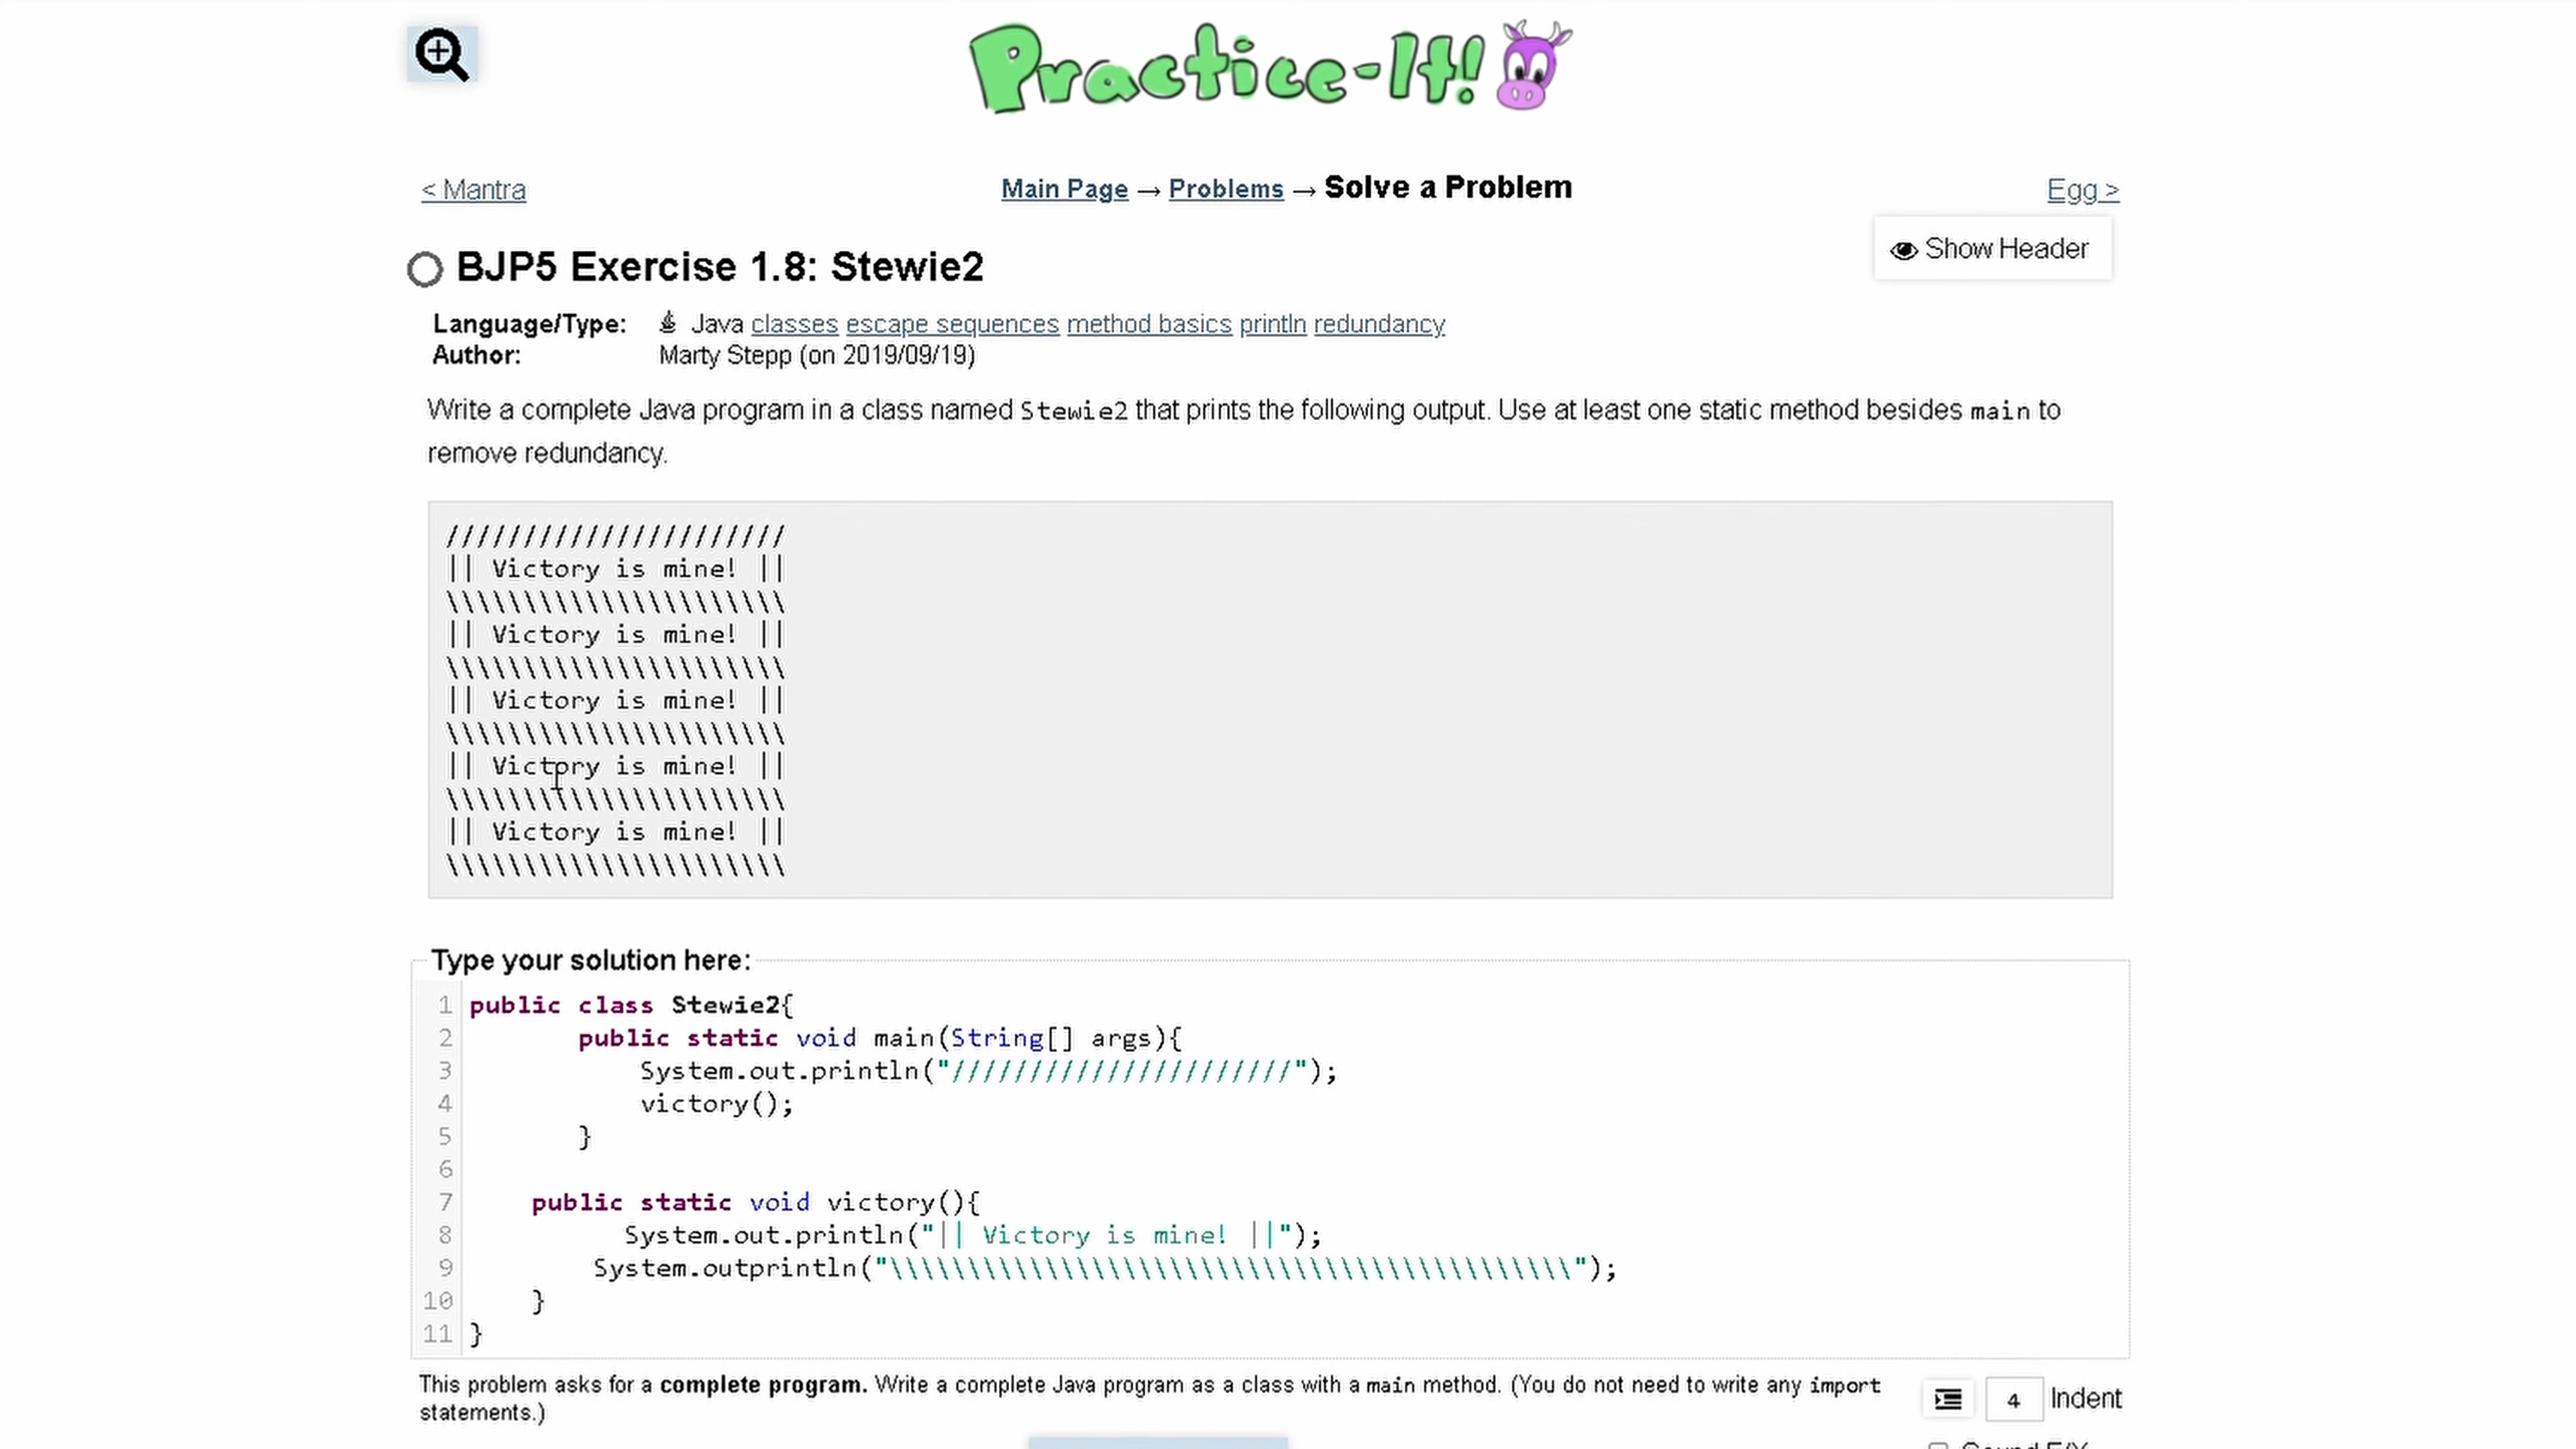 Practice-It!
< Mantra
Main Page → Problems → Solve a Problem
Egg >
Show Header
BJP5 Exercise 1.8: Stewie2
Language/Type: Java classes escape sequences method basics println redundancy
Author: Marty Stepp (on 2019/09/19)
Write a complete Java program in a class named Stewie2 that prints the following output. Use at least one static method besides main to
remove redundancy.
//////////////////////
|| Victory is mine! ||
\\\\\\\\\\\\\\\\\\\\\\
|| Victory is mine! ||
\\\\\\\\\\\\\\\\\\\\\\
|| Victory is mine! ||
\\\\\\\\\\\\\\\\\\\\\\
|| Victory is mine! ||
\\\\\\\\\\\\\\\\\\\\\\
|| Victory is mine! ||
\\\\\\\\\\\\\\\\\\\\\\
Type your solution here:
1 public class Stewie2{
2 public static void main(String[] args){
3 System.out.println("//////////////////////");
4 victory();
5 }
6
7 public static void victory(){
8 System.out.println("|| Victory is mine! ||");
9 System.outprintln("\\\\\\\\\\\\\\\\\\\\\\\\\\\\\\\\\\\\\\\\\\\\");
10 }
11 }
This problem asks for a complete program. Write a complete Java program as a class with a main method. (You do not need to write any import
statements.)
4 Indent